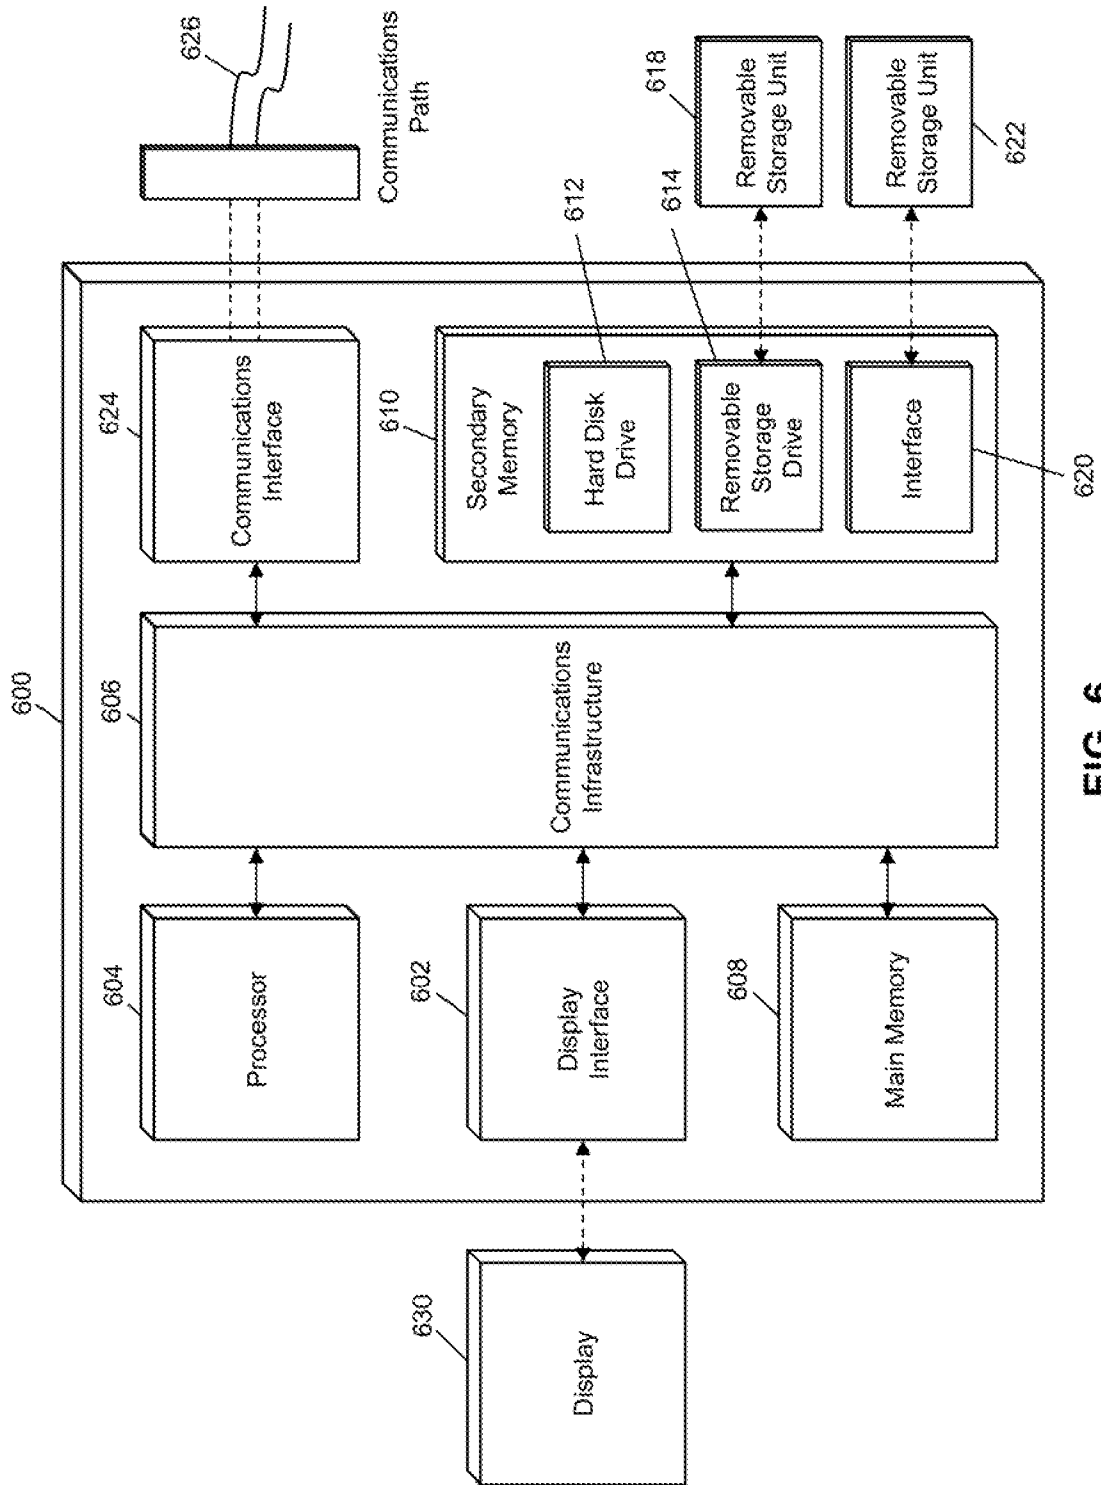 600
604
Processor
602
Display
Interface
608
Main Memory
630
Display
606
Communications
Infrastructure
624
Communications
Interface
610
Secondary
Memory
612
Hard Disk
Drive
614
Removable
Storage
Drive
620
Interface
618
Removable
Storage Unit
622
Removable
Storage Unit
626
Communications
Path
FIG. 6